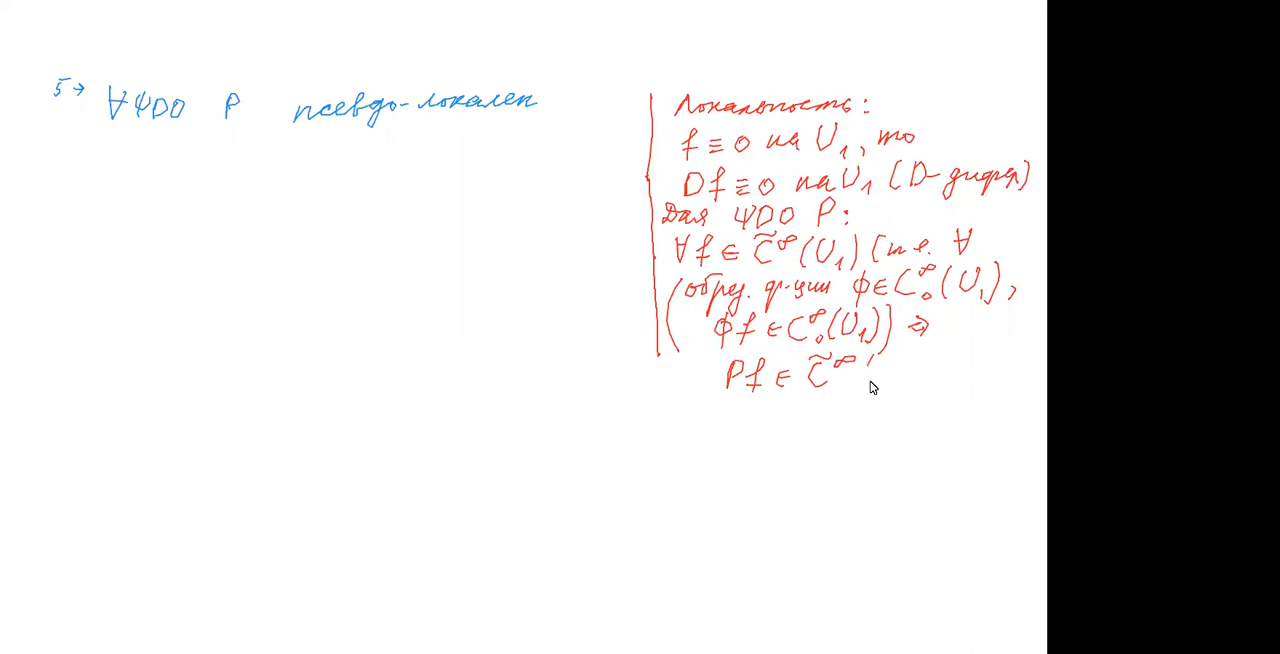 5→ ∀ ΨDO P псевдо-локален
Локальность:
f ≡ 0 на U₁, то
Df ≡ 0 на U₁ (D-дифер)
Для ΨDO P:
∀ f ∈ C̃^∞(U₁) [т.е. ∀
(обрез. ф-ции ϕ ∈ C₀^∞(U₁),
ϕf ∈ C₀^∞(U₁)] ⇒
Pf ∈ C̃^∞